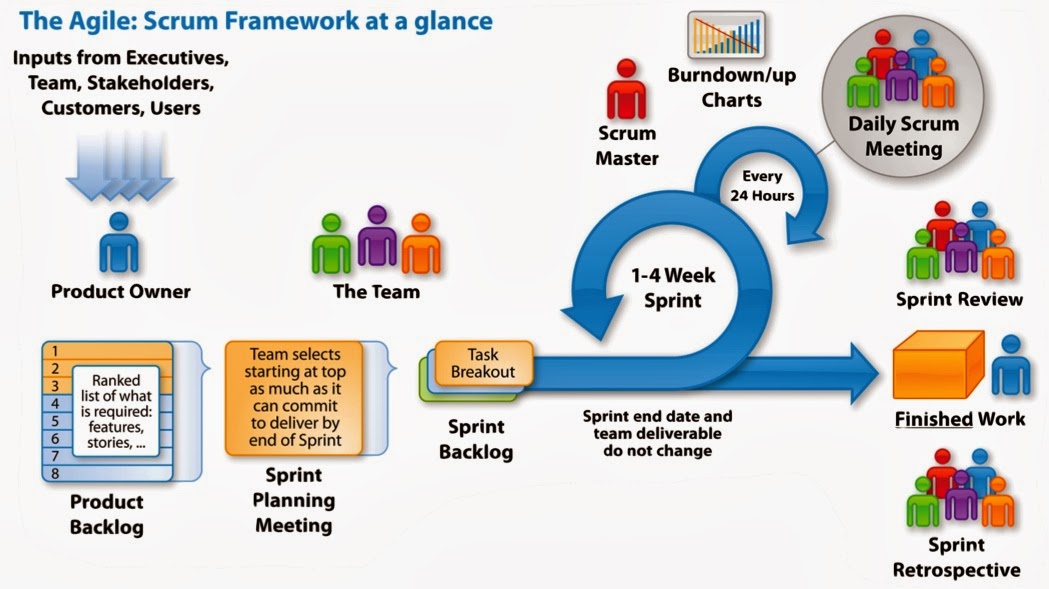 The Agile: Scrum Framework at a glance
Inputs from Executives,
Team, Stakeholders,
Customers, Users
Product Owner
The Team
Scrum
Master
Burndown/up
Charts
Daily Scrum
Meeting
Every
24 Hours
1-4 Week
Sprint
Sprint Review
1
2
3
4
5
6
7
8
Ranked
list of what
is required:
features,
stories, ...
Product
Backlog
Team selects
starting at top
as much as it
can commit
to deliver by
end of Sprint
Sprint
Planning
Meeting
Task
Breakout
Sprint
Backlog
Sprint end date and
team deliverable
do not change
Finished Work
Sprint
Retrospective